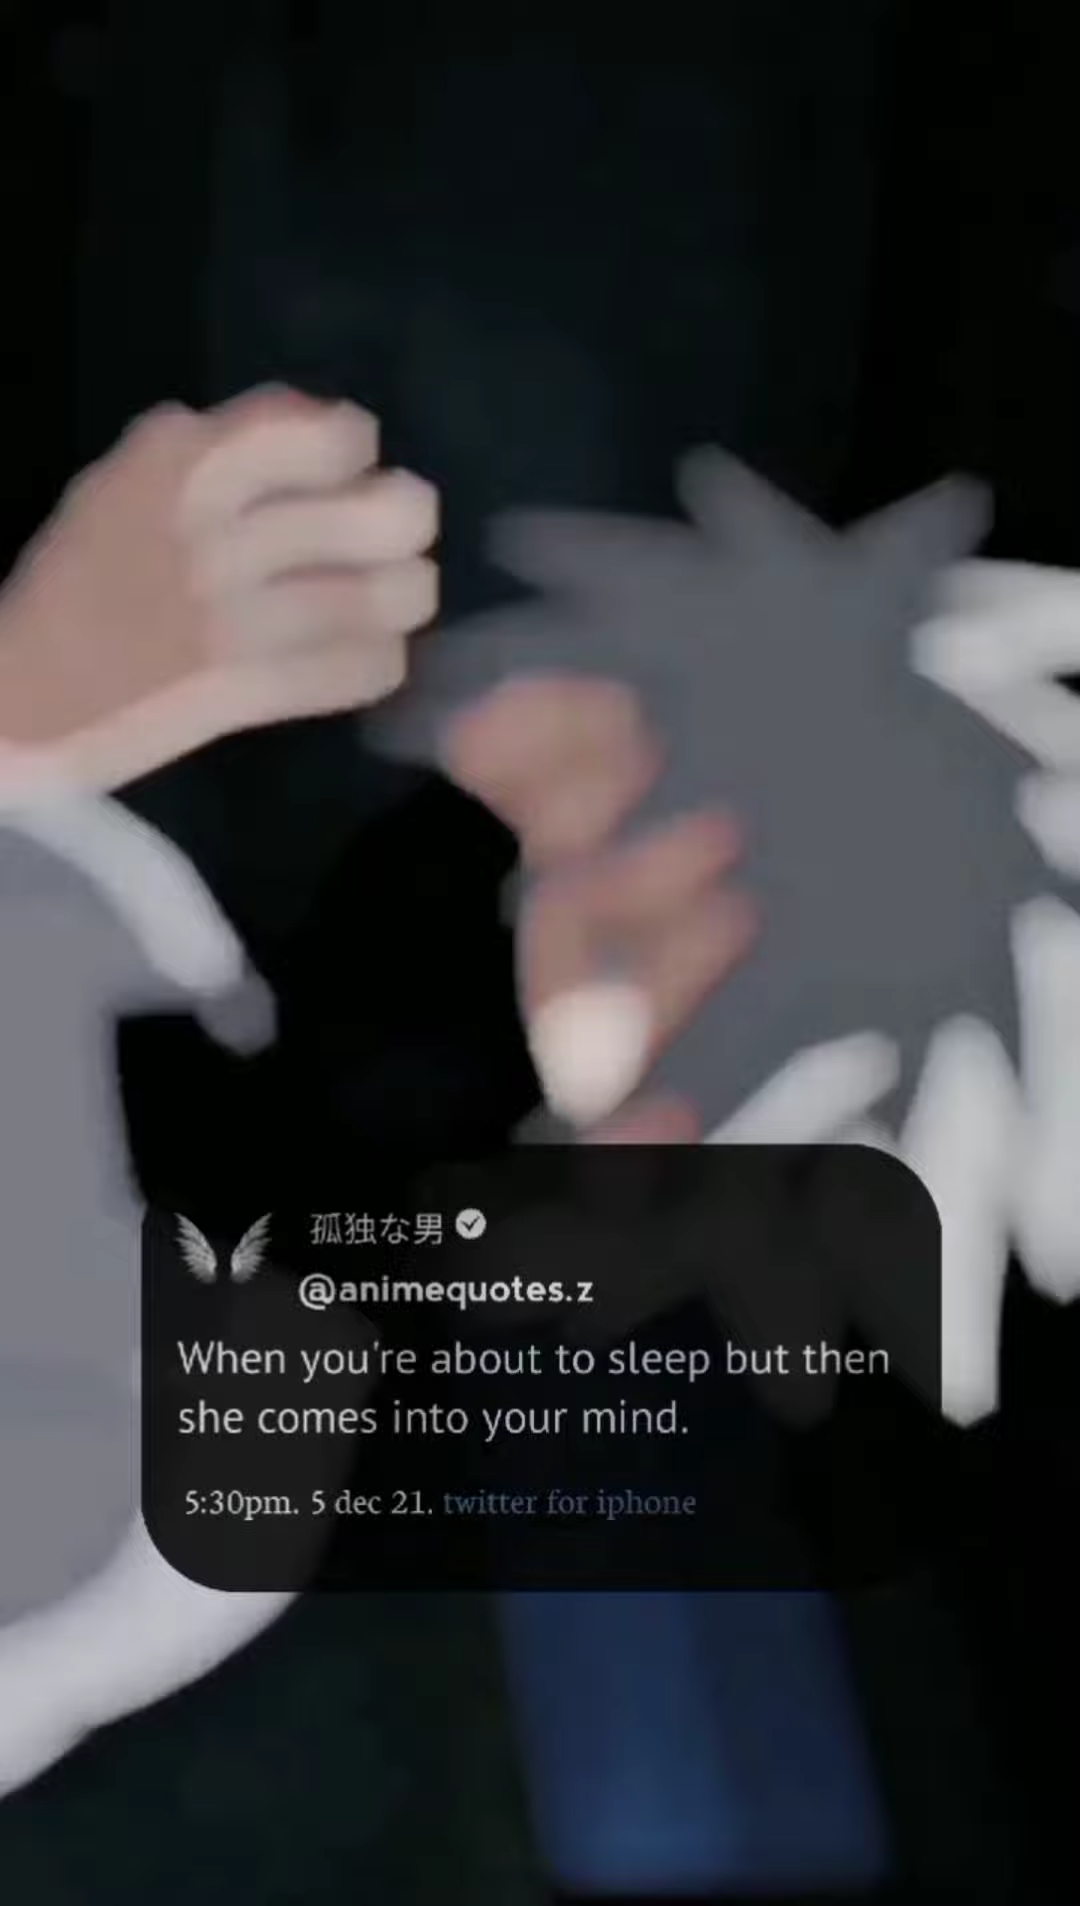 孤独な男
@animequotes.z
When you're about to sleep but then
she comes into your mind.
5:30pm. 5 dec 21. twitter for iphone